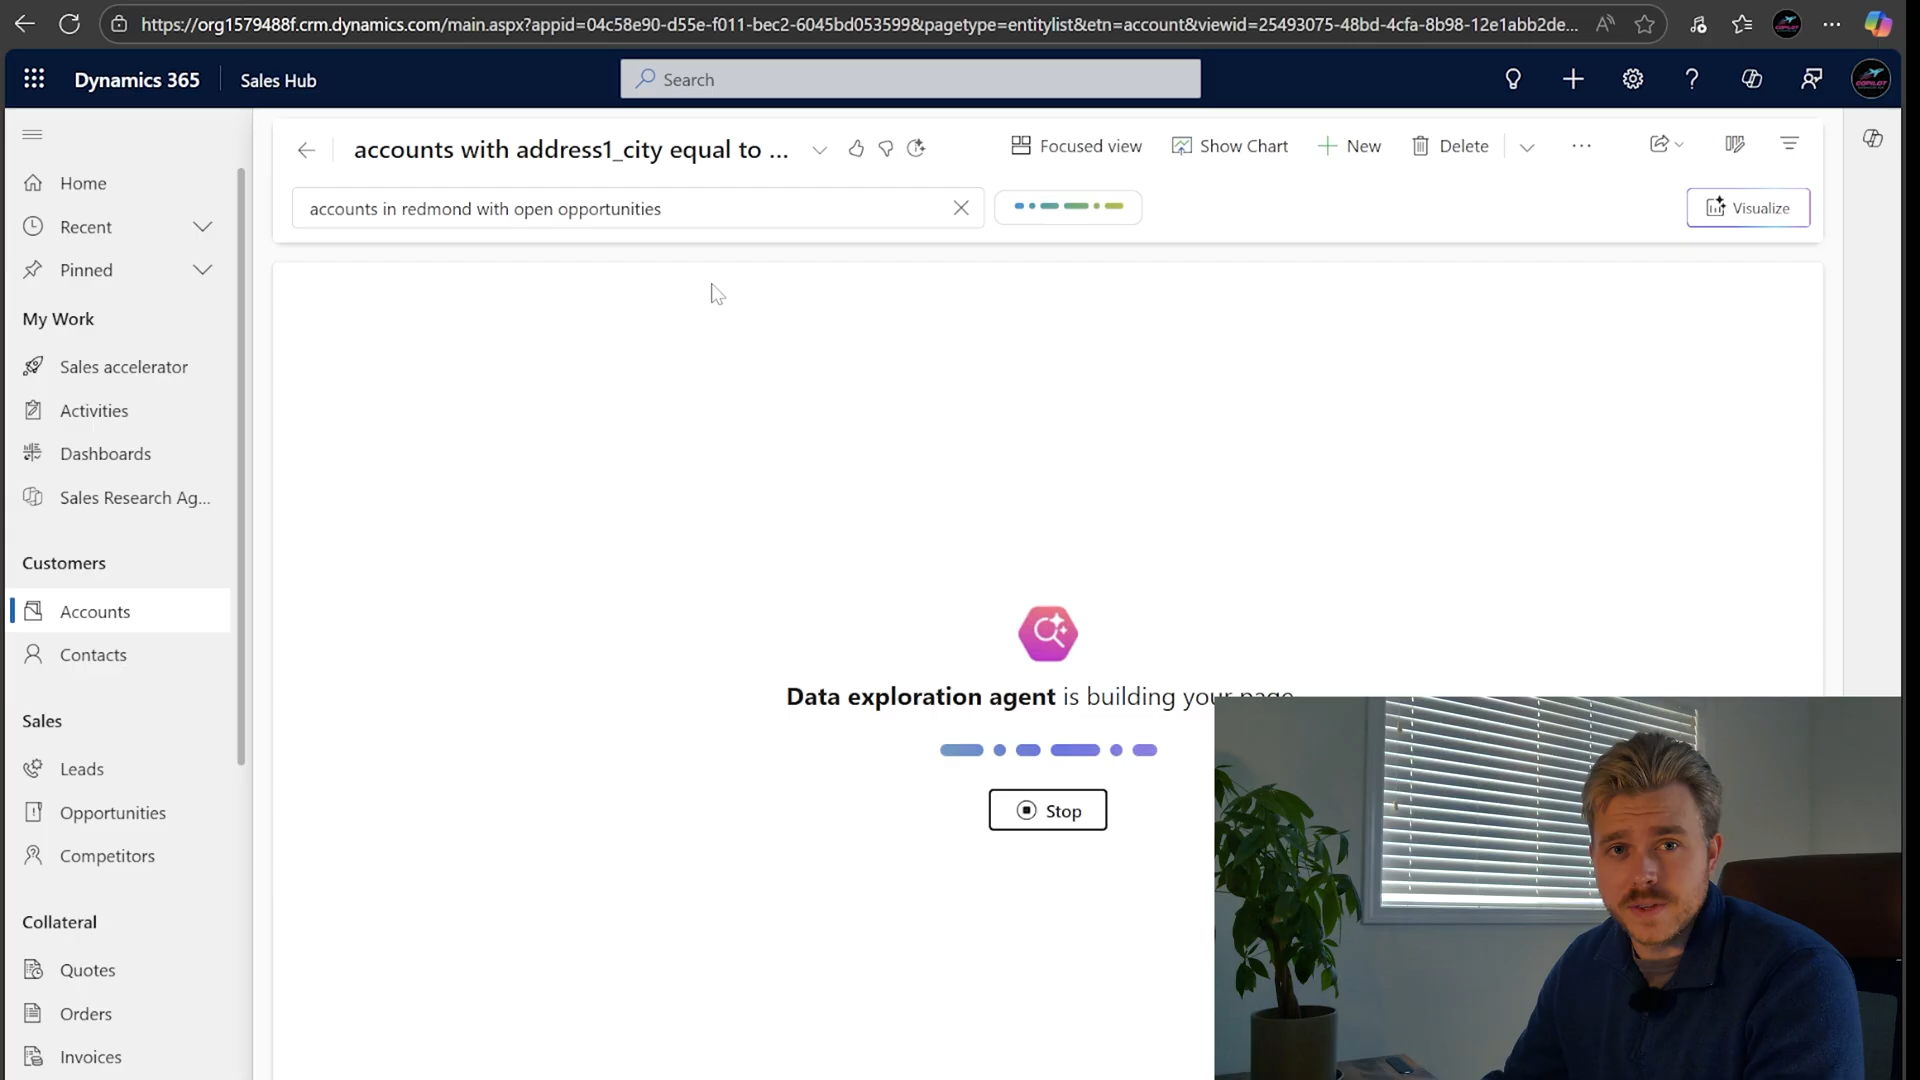 https://org1579488f.crm.dynamics.com/main.aspx?appid=04c58e90-d55e-f011-bec2-6045bd053599&pagetype=entitylist&etn=account&viewid=25493075-48bd-4cfa-8b98-12e1abb2de...
Dynamics 365
Sales Hub
Search
Home
Recent
Pinned
My Work
Sales accelerator
Activities
Dashboards
Sales Research Ag...
Customers
Accounts
Contacts
Sales
Leads
Opportunities
Competitors
Collateral
Quotes
Orders
Invoices
accounts with address1_city equal to ...
Focused view
Show Chart
New
Delete
accounts in redmond with open opportunities
Visualize
Data exploration agent is building your page
Stop
COPILOT